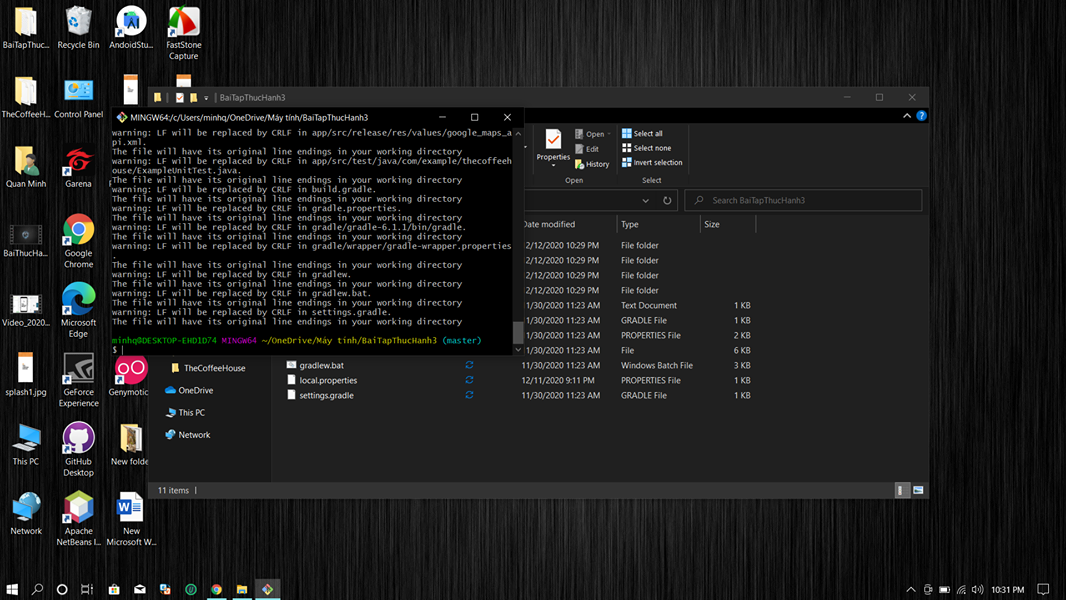 BaiTapThuc...
Recycle Bin
AndoidStu...
FastStone
Capture
TheCoffeeH...
Control Panel
Quan Minh
Garena
BaiThucHa...
Google
Chrome
Video_2020...
Microsoft
Edge
splash1.jpg
GeForce
Experience
Genymotic
This PC
GitHub
Desktop
New folde
Network
Apache
NetBeans I...
New
Microsoft W...
BaiTapThucHanh3
MINGW64:/c/Users/minhq/OneDrive/Máy tính/BaiTapThucHanh3
warning: LF will be replaced by CRLF in app/src/release/res/values/google_maps_a
pi.xml.
The file will have its original line endings in your working directory
warning: LF will be replaced by CRLF in app/src/test/java/com/example/thecoffeeh
ouse/ExampleUnitTest.java.
The file will have its original line endings in your working directory
warning: LF will be replaced by CRLF in build.gradle.
The file will have its original line endings in your working directory
warning: LF will be replaced by CRLF in gradle.properties.
The file will have its original line endings in your working directory
warning: LF will be replaced by CRLF in gradle/gradle-6.1.1/bin/gradle.
The file will have its original line endings in your working directory
warning: LF will be replaced by CRLF in gradle/wrapper/gradle-wrapper.properties
.
The file will have its original line endings in your working directory
warning: LF will be replaced by CRLF in gradlew.
The file will have its original line endings in your working directory
warning: LF will be replaced by CRLF in gradlew.bat.
The file will have its original line endings in your working directory
warning: LF will be replaced by CRLF in settings.gradle.
The file will have its original line endings in your working directory
minhq@DESKTOP-EHDID74 MINGW64 ~/OneDrive/Máy tính/BaiTapThucHanh3 (master)
$
Properties
Open
Edit
History
Open
Select all
Select none
Invert selection
Select
Search BaiTapThucHanh3
Date modified Type Size
2/12/2020 10:29 PM File folder
2/12/2020 10:29 PM File folder
2/12/2020 10:29 PM File folder
2/12/2020 10:29 PM File folder
1/30/2020 11:23 AM Text Document 1 KB
1/30/2020 11:23 AM GRADLE File 1 KB
1/30/2020 11:23 AM PROPERTIES File 2 KB
1/30/2020 11:23 AM File 6 KB
gradlew.bat 11/30/2020 11:23 AM Windows Batch File 3 KB
local.properties 12/11/2020 9:11 PM PROPERTIES File 1 KB
settings.gradle 11/30/2020 11:23 AM GRADLE File 1 KB
TheCoffeeHouse
OneDrive
This PC
Network
11 items
10:31 PM